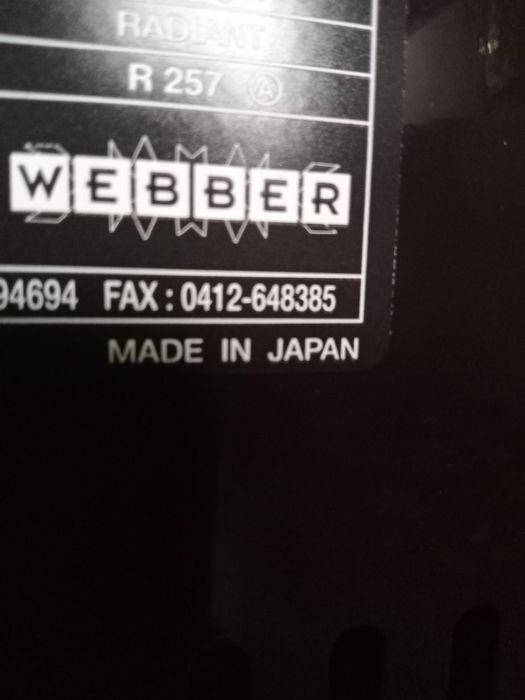 RADIANT
R 257 Ⓐ
WEBBER
94694 FAX : 0412-648385
MADE IN JAPAN